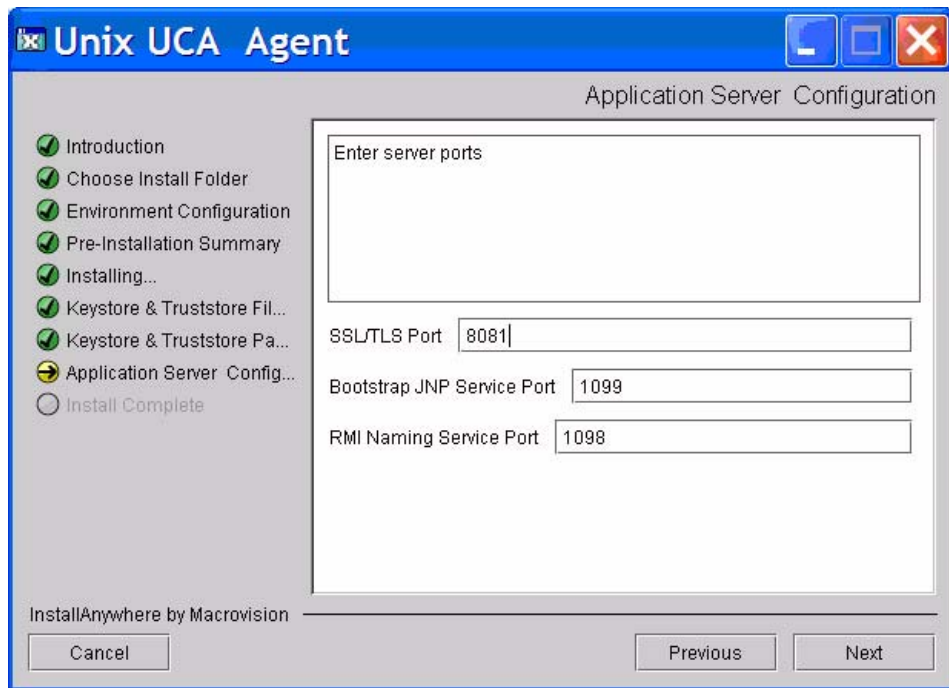 Unix UCA Agent
Application Server Configuration
Introduction
Choose Install Folder
Environment Configuration
Pre-Installation Summary
Installing...
Keystore & Truststore Fil...
Keystore & Truststore Pa...
Application Server Config...
Install Complete
Enter server ports
SSL/TLS Port 8081
Bootstrap JNP Service Port 1099
RMI Naming Service Port 1098
InstallAnywhere by Macrovision
Cancel Previous Next